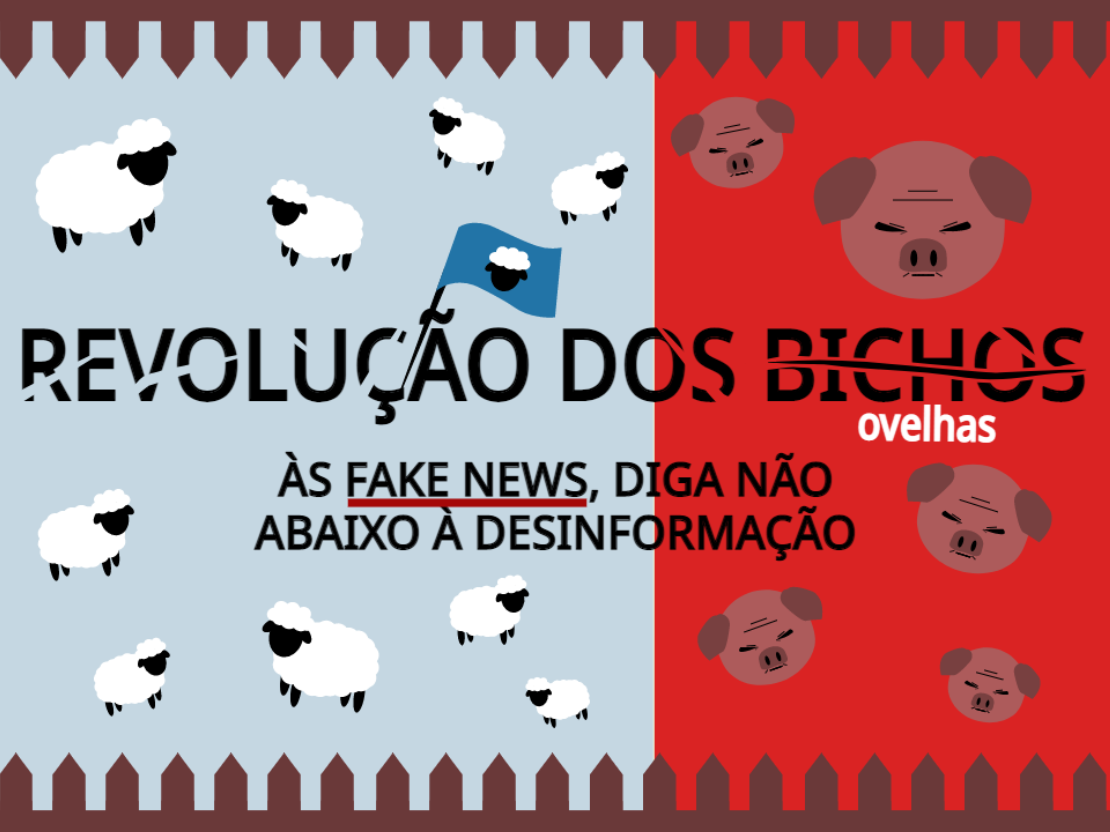 REVOLUÇÃO DOS BICHOS
ovelhas
ÀS FAKE NEWS, DIGA NÃO
ABAIXO À DESINFORMAÇÃO